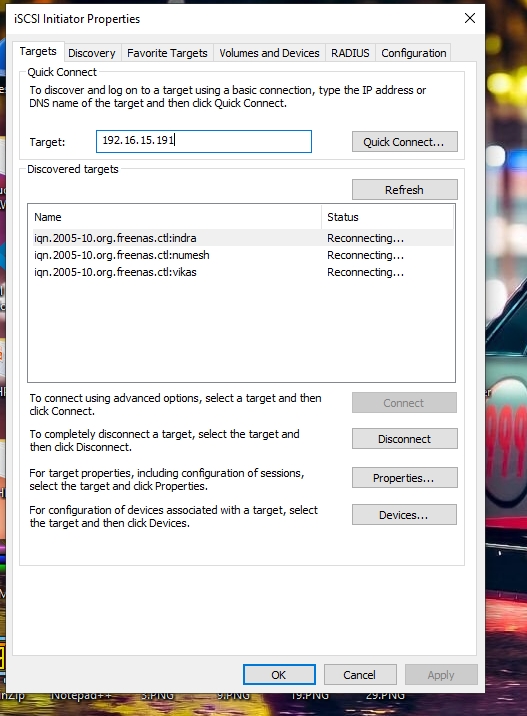 iSCSI Initiator Properties
Targets Discovery Favorite Targets Volumes and Devices RADIUS Configuration
Quick Connect
To discover and log on to a target using a basic connection, type the IP address or
DNS name of the target and then click Quick Connect.
Target: 192.16.15.191 Quick Connect...
Discovered targets
Refresh
Name Status
iqn.2005-10.org.freenas.ctl:indra Reconnecting...
iqn.2005-10.org.freenas.ctl:numesh Reconnecting...
iqn.2005-10.org.freenas.ctl:vikas Reconnecting...
To connect using advanced options, select a target and then
click Connect.
Connect
To completely disconnect a target, select the target and
then click Disconnect.
Disconnect
For target properties, including configuration of sessions,
select the target and click Properties.
Properties...
For configuration of devices associated with a target, select
the target and then click Devices.
Devices...
OK Cancel Apply
Notepad++ 3.PNG 9.PNG 19.PNG 29.PNG